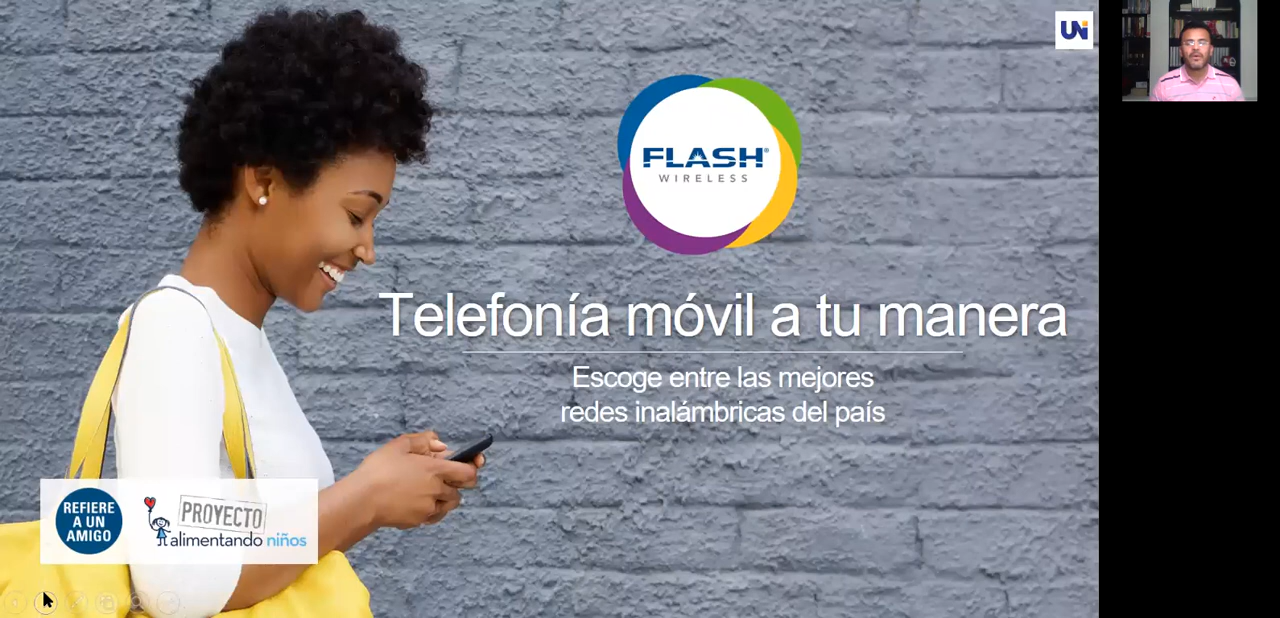 UN
FLASH®
WIRELESS
Telefonía móvil a tu manera
Escoge entre las mejores
redes inalámbricas del país
REFIERE
A UN
AMIGO
PROYECTO
alimentando niños